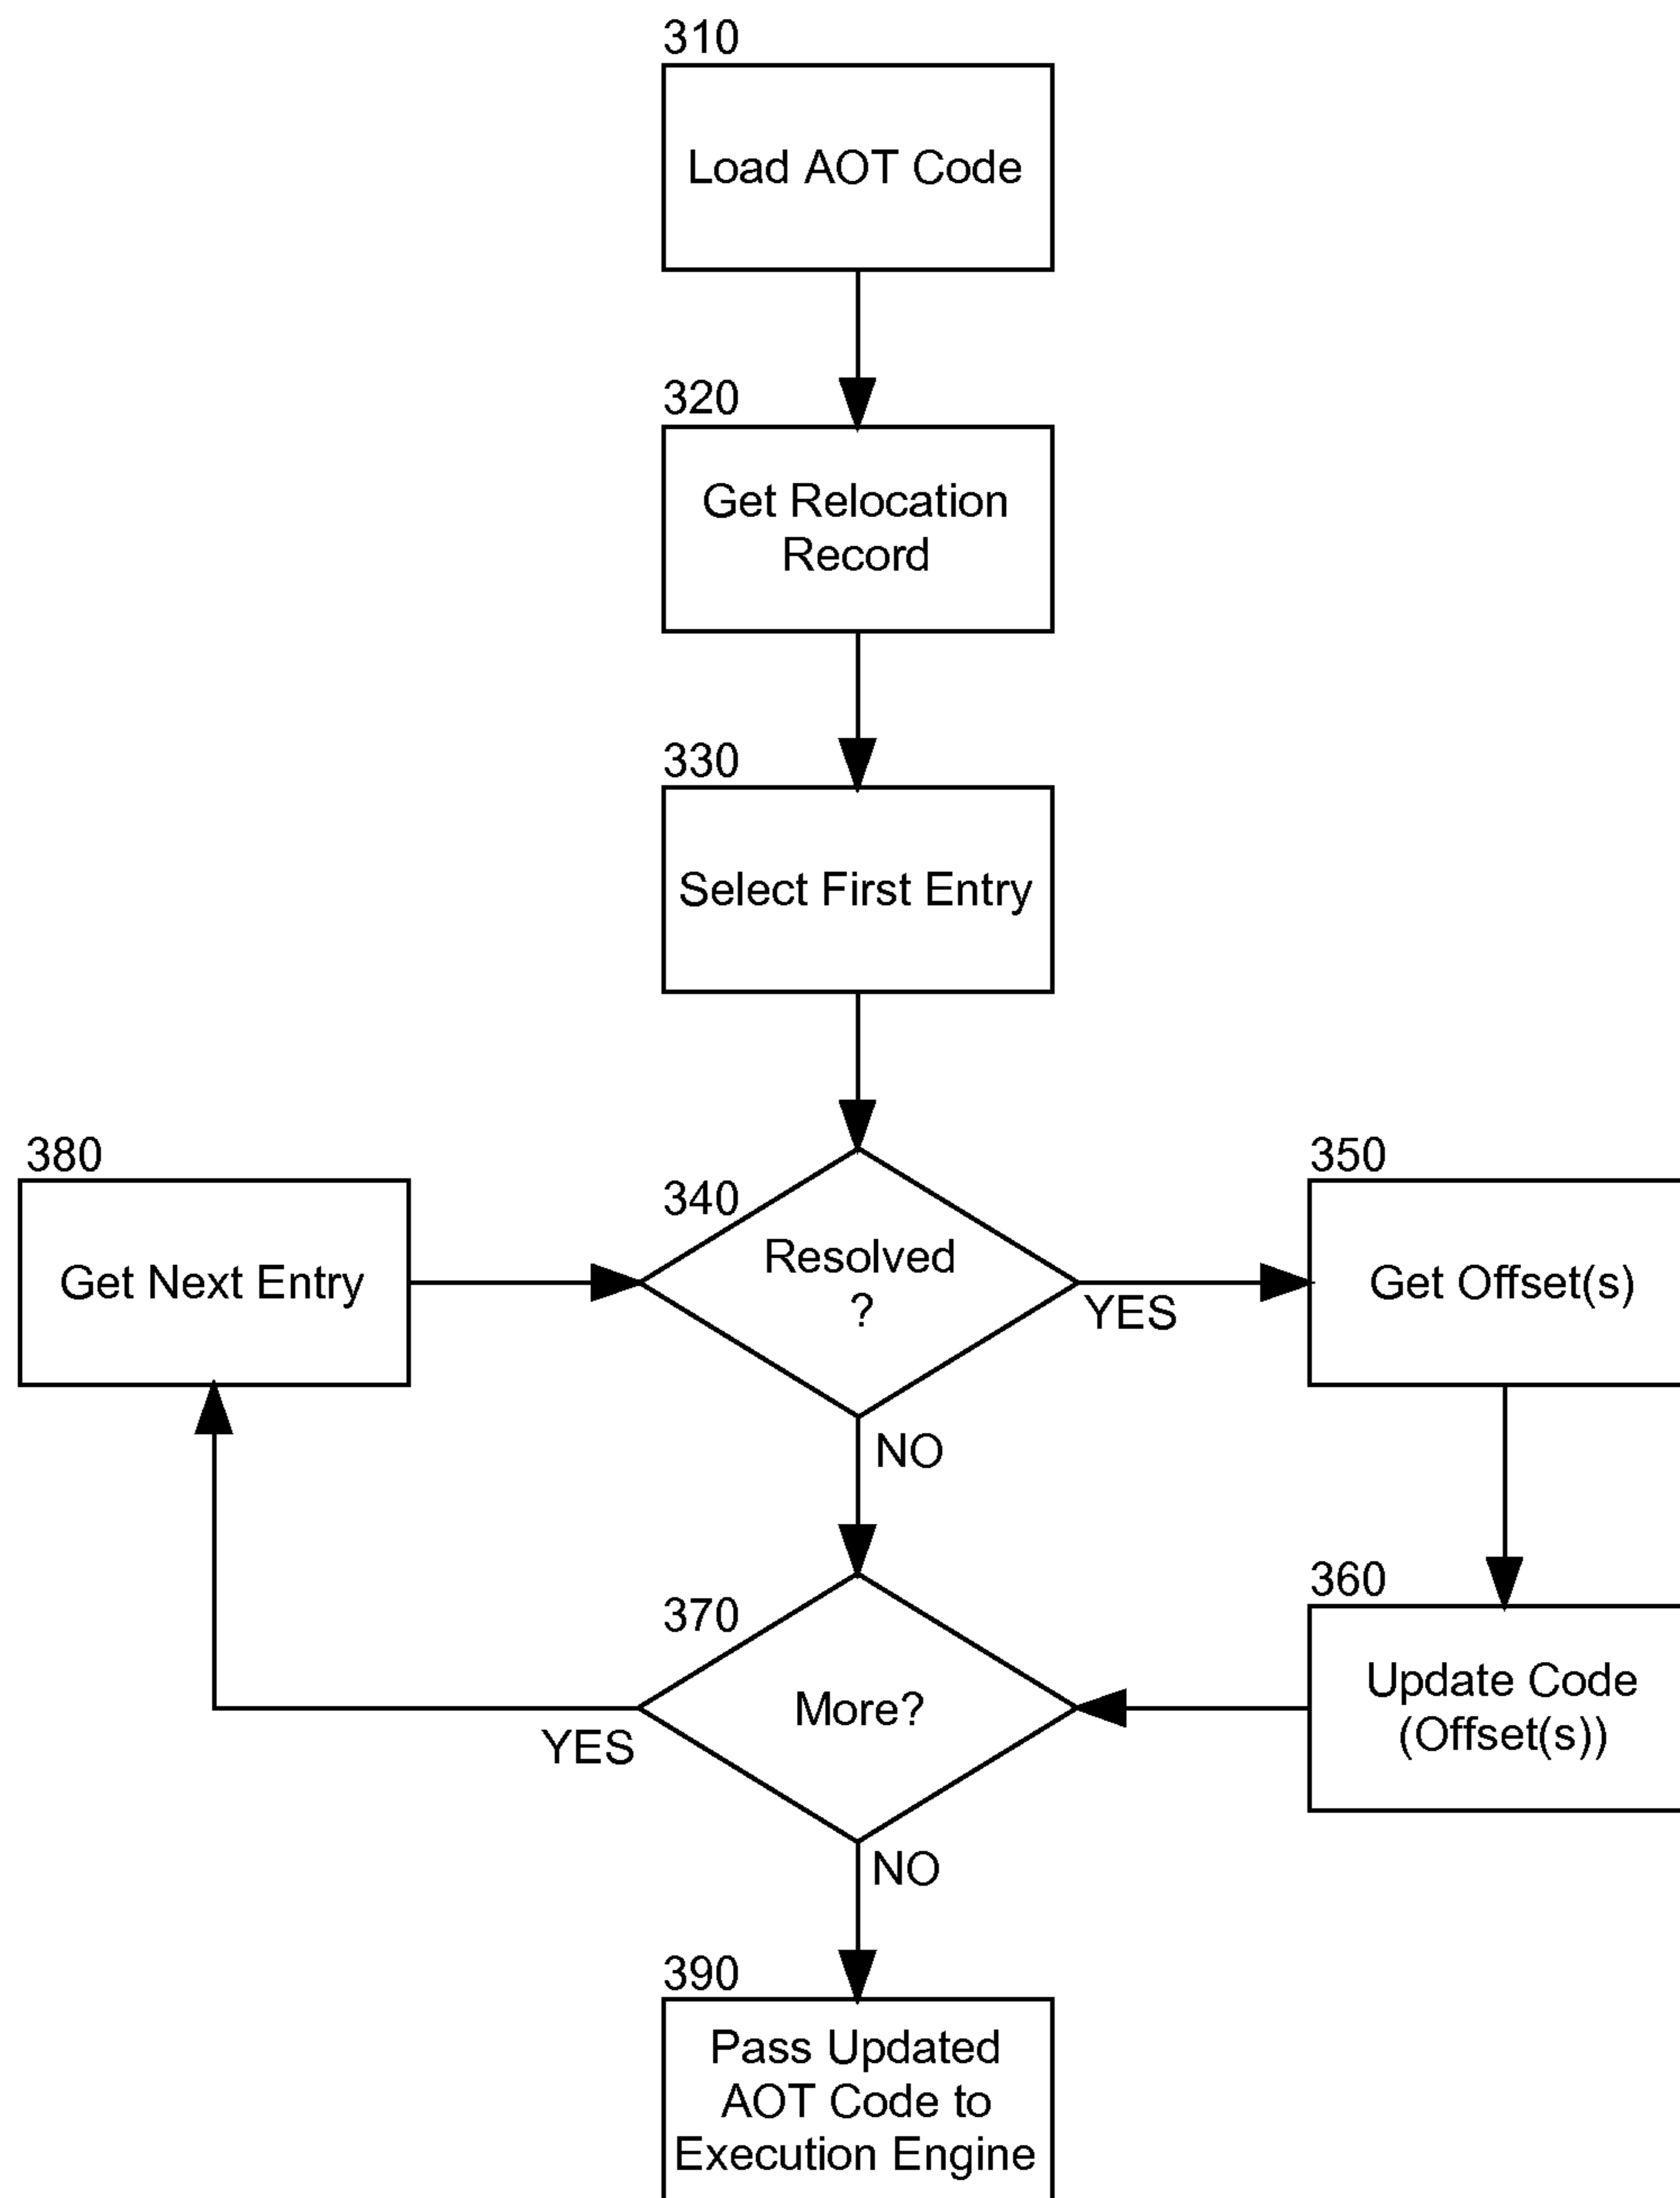 310
Load AOT Code
320
Get Relocation
Record
330
Select First Entry
380
Get Next Entry
340
Resolved
?
YES
350
Get Offset(s)
NO
360
Update Code
(Offset(s))
370
More?
YES
NO
390
Pass Updated
AOT Code to
Execution Engine